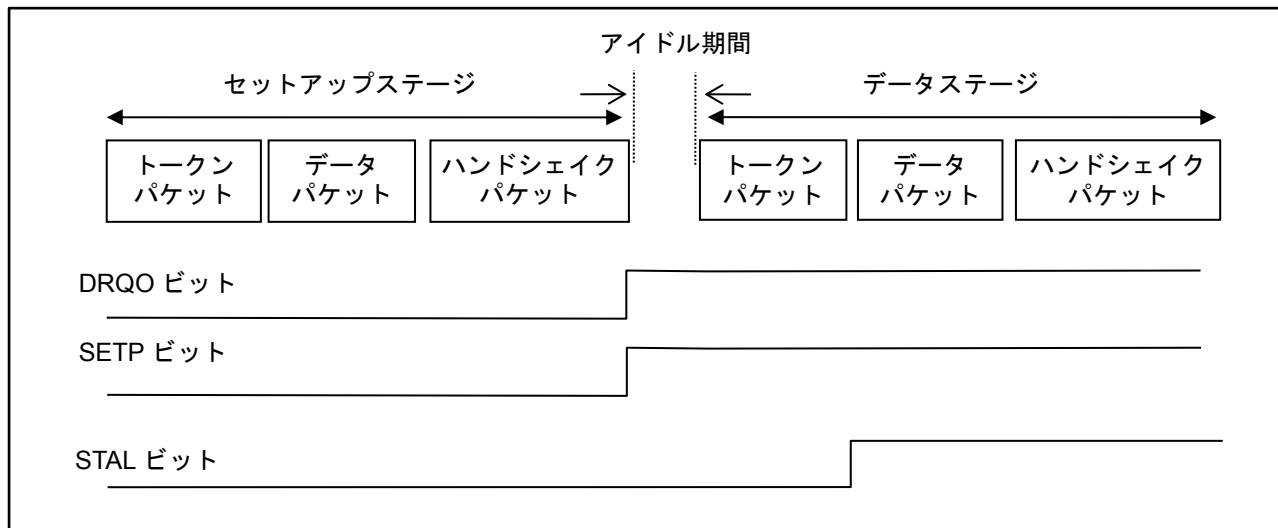 アイドル期間
セットアップステージ
データステージ
トークン
パケット
データ
パケット
ハンドシェイク
パケット
トークン
パケット
データ
パケット
ハンドシェイク
パケット
DRQO ビット
SETP ビット
STAL ビット